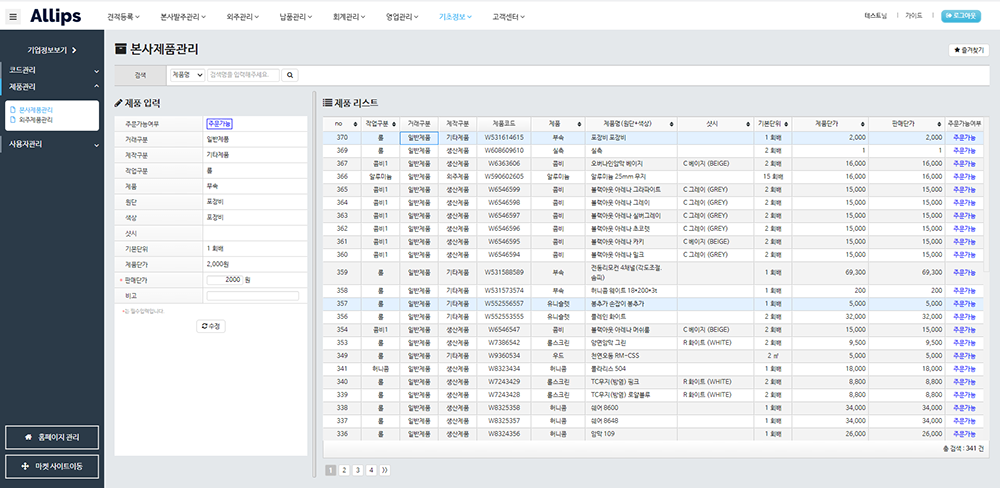 Allips
견적등록 본사발주관리 외주관리 납품관리 회계관리 영업관리 기초정보 고객센터
테스트님 가이드 로그아웃
기업정보보기
코드관리
제품관리
본사제품관리
외주제품관리
사용자관리
홈페이지 관리
마켓 사이트이동
본사제품관리
즐겨찾기
검색 제품명 검색명을 입력해주세요.
제품 입력
주문가능여부 주문가능
거래구분 일반제품
제작구분 기타제품
작업구분 롤
제품 부속
원단 포장비
색상 포장비
샷시
기본단위 1 회배
제품단가 2,000원
* 판매단가 2000 원
비고
*는 필수입력입니다.
수정
제품 리스트
no 작업구분 거래구분 제작구분 제품코드 제품 제품명(원단+색상) 샷시 기본단위 제품단가 판매단가 주문가능여부
370 롤 일반제품 기타제품 W531614615 부속 포장비 포장비 1 회배 2,000 2,000 주문가능
369 롤 일반제품 생산제품 W608609610 실측 실측 2 회배 1 1 주문가능
367 콤비1 일반제품 생산제품 W6363606 콤비 오버나인암막 베이지 C 베이지 (BEIGE) 2 회배 16,000 16,000 주문가능
366 알루미늄 일반제품 외주제품 W590602605 알루미늄 알루미늄 25mm 무지 15 회배 16,000 16,000 주문가능
365 콤비1 일반제품 생산제품 W6546599 콤비 블랙아웃 아레나 그라파이트 C 그레이 (GREY) 2 회배 15,000 15,000 주문가능
364 콤비1 일반제품 생산제품 W6546598 콤비 블랙아웃 아레나 그레이 C 그레이 (GREY) 2 회배 15,000 15,000 주문가능
363 콤비1 일반제품 생산제품 W6546597 콤비 블랙아웃 아레나 실버그레이 C 그레이 (GREY) 2 회배 15,000 15,000 주문가능
362 콤비1 일반제품 생산제품 W6546596 콤비 블랙아웃 아레나 초코렛 C 그레이 (GREY) 2 회배 15,000 15,000 주문가능
361 콤비1 일반제품 생산제품 W6546595 콤비 블랙아웃 아레나 카키 C 베이지 (BEIGE) 2 회배 15,000 15,000 주문가능
360 콤비1 일반제품 생산제품 W6546594 콤비 블랙아웃 아레나 밀크 C 그레이 (GREY) 2 회배 15,000 15,000 주문가능
359 롤 일반제품 기타제품 W531588589 부속 전동리모컨 4채널(각도조절. 솜피) 1 회배 69,300 69,300 주문가능
358 롤 일반제품 기타제품 W531573574 부속 허니콤 웨이트 18*200*3t 1 회배 200 200 주문가능
357 롤 일반제품 기타제품 W552556557 유니슬랫 봉추가 손잡이 봉추가 1 회배 5,000 5,000 주문가능
356 롤 일반제품 기타제품 W552553555 유니슬랫 플레인 화이트 2 회배 32,000 32,000 주문가능
354 콤비1 일반제품 생산제품 W6546547 콤비 블랙아웃 아레나 머쉬룸 C 베이지 (BEIGE) 2 회배 15,000 15,000 주문가능
353 롤 일반제품 생산제품 W7386542 롤스크린 암면암막 그린 R 화이트 (WHITE) 2 회배 9,500 9,500 주문가능
349 롤 일반제품 기타제품 W9360534 우드 천연오동 RM-CSS 2 ㎡ 5,000 5,000 주문가능
341 허니콤 일반제품 생산제품 W8323434 허니콤 폴라리스 504 1 회배 18,000 18,000 주문가능
340 롤 일반제품 생산제품 W7243429 롤스크린 TC무지(방염) 핑크 R 화이트 (WHITE) 2 회배 8,800 8,800 주문가능
339 롤 일반제품 생산제품 W7243428 롤스크린 TC무지(방염) 로얄블루 R 화이트 (WHITE) 2 회배 8,800 8,800 주문가능
338 롤 일반제품 생산제품 W8325358 허니콤 쉐어 8600 1 회배 34,000 34,000 주문가능
337 롤 일반제품 생산제품 W8325357 허니콤 쉐어 8648 1 회배 34,000 34,000 주문가능
336 롤 일반제품 생산제품 W8324356 허니콤 암막 109 1 회배 26,000 26,000 주문가능
총 검색 : 341 건
1 2 3 4 ⟩⟩